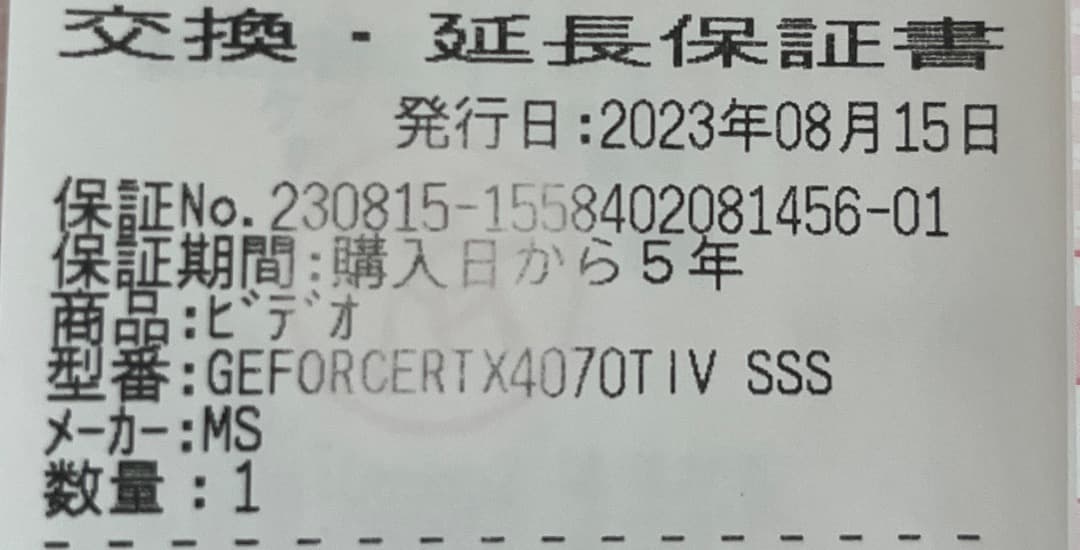 交換・延長保証書
発行日:2023年08月15日
保証No.230815-1558402081456-01
保証期間:購入日から5年
商品:ビデオ
型番:GEFORCERTX4070TIV SSS
メーカー:MS
数量:1